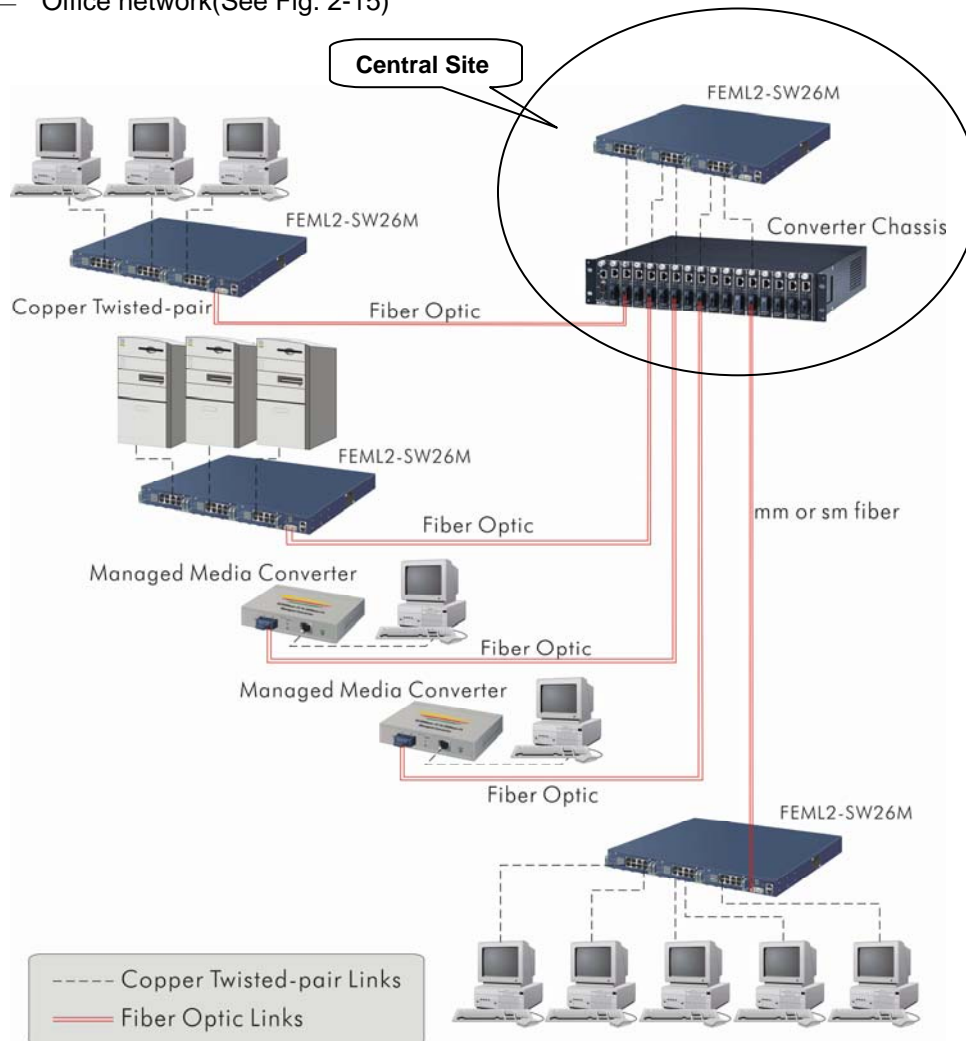 — Office network(See Fig. 2-15)
Central Site
FEML2-SW26M
FEML2-SW26M
Converter Chassis
Copper Twisted-pair
Fiber Optic
FEML2-SW26M
Fiber Optic
mm or sm fiber
Managed Media Converter
Fiber Optic
Managed Media Converter
Fiber Optic
FEML2-SW26M
Copper Twisted-pair Links
Fiber Optic Links